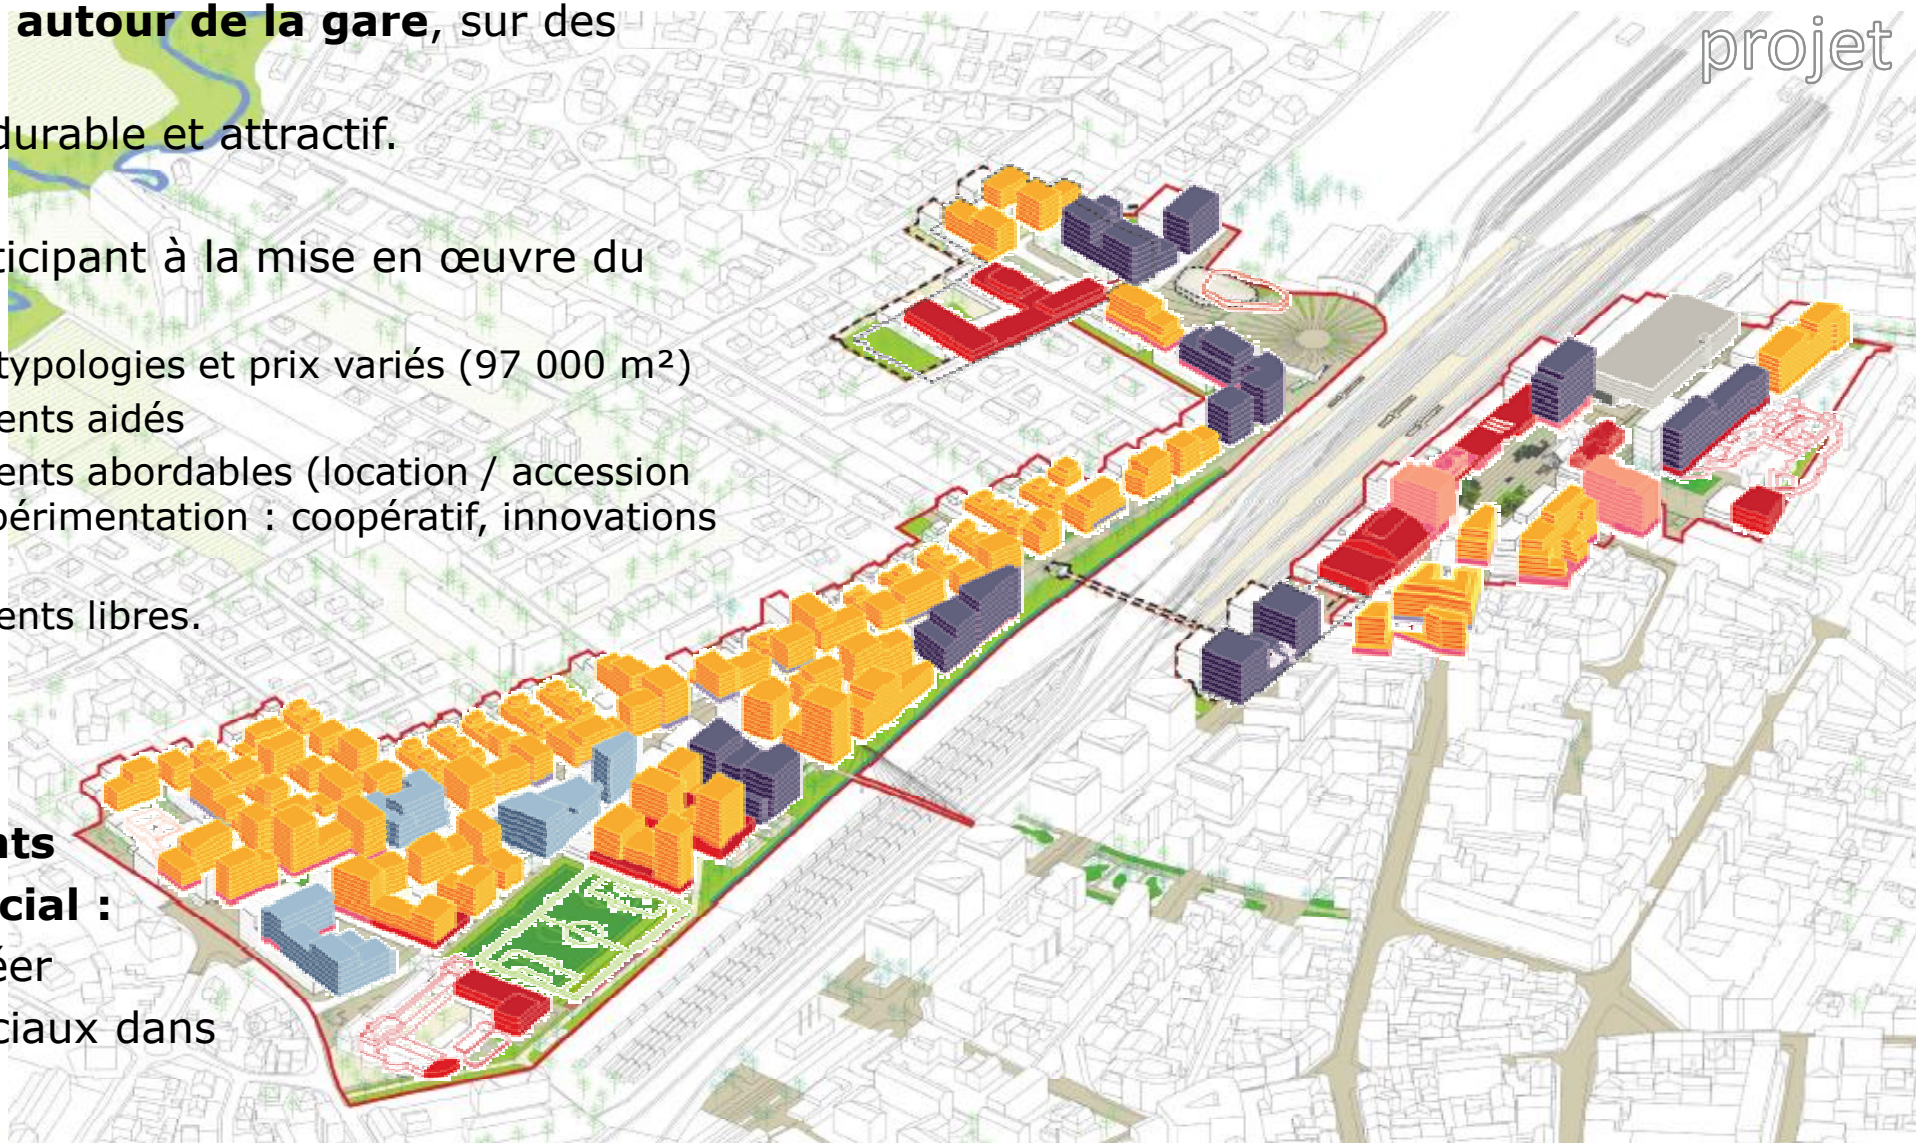 autour de la gare, sur des
projet
durable et attractif.
ticipant à la mise en œuvre du
typologies et prix variés (97 000 m²)
ents aidés
ents abordables (location / accession
périmentation : coopératif, innovations
ents libres.
nts
cial :
éer
ciaux dans